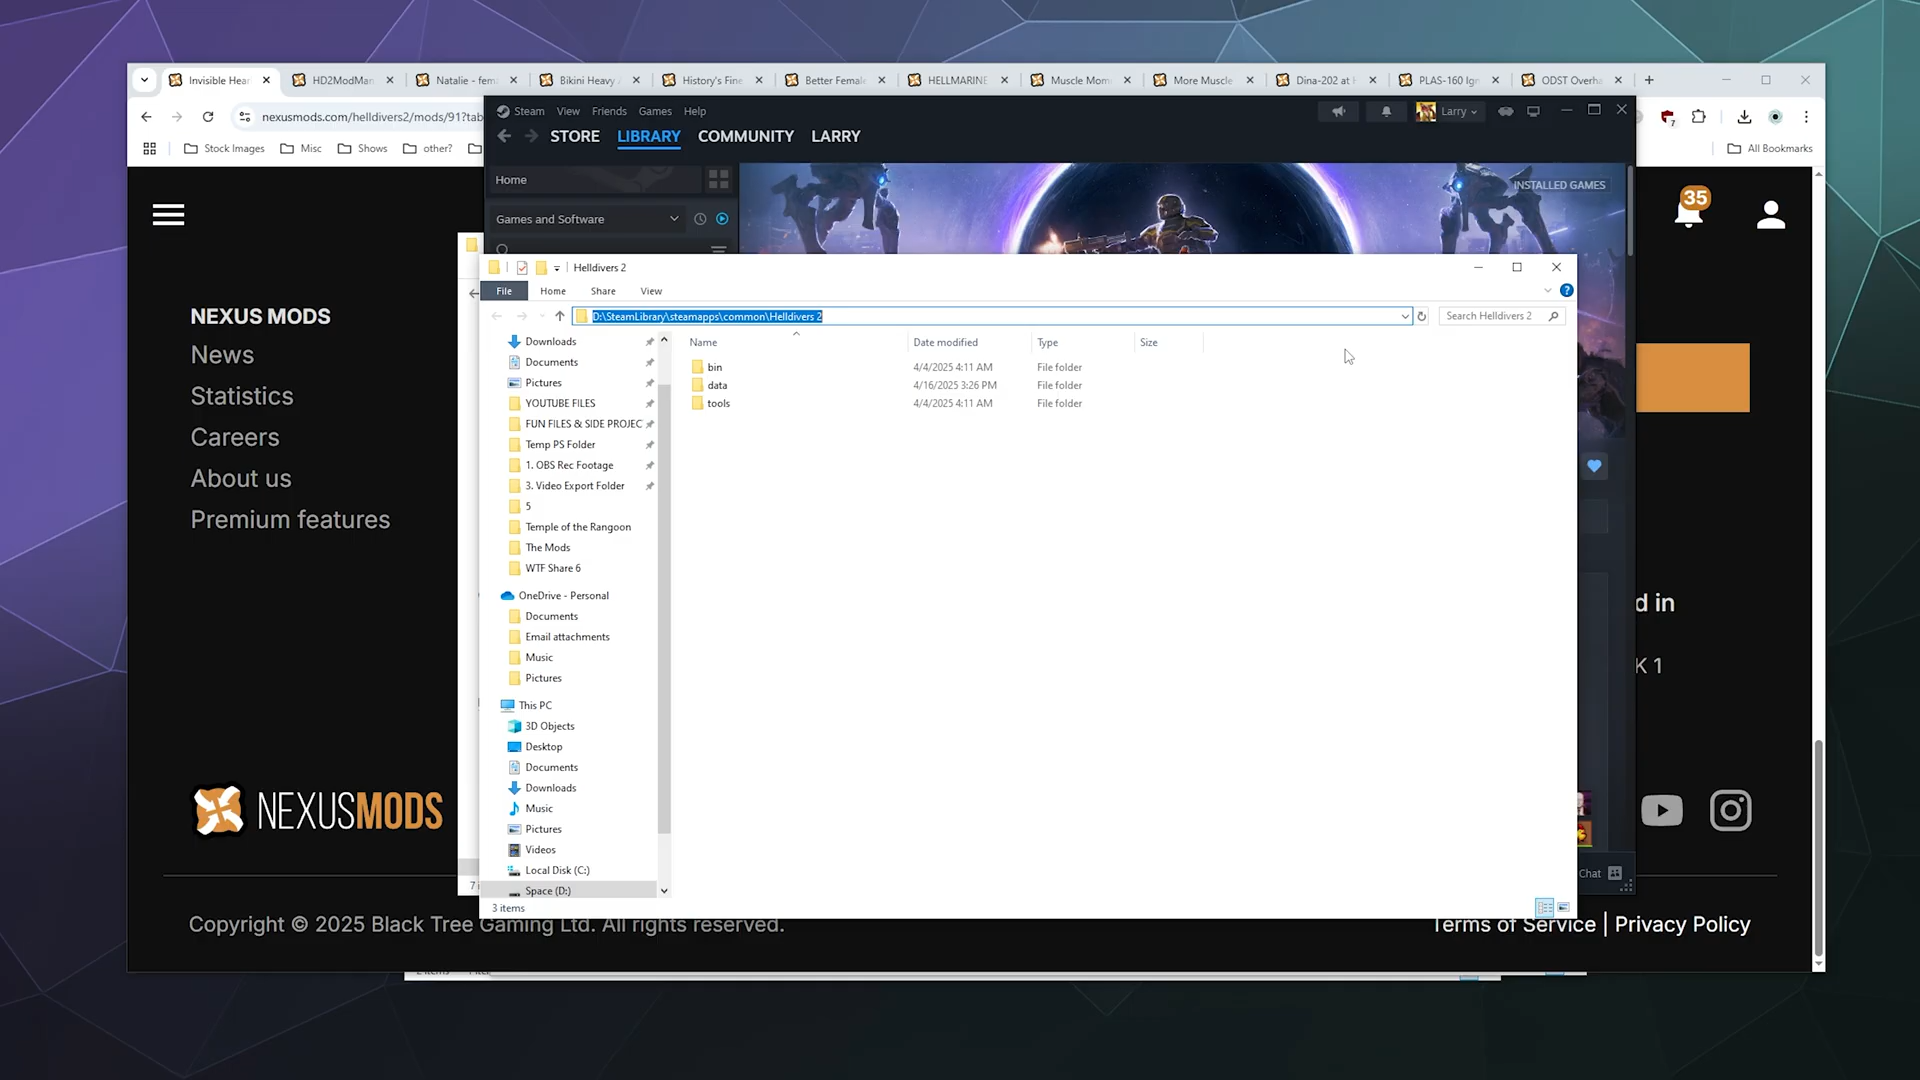 Invisible Hear
HD2ModMan
Natalie - fem
Bikini Heavy
History's Fine
Better Female
HELLMARINE
Muscle Mom
More Muscle
Dina-202 at
PLAS-160 Ign
ODST Overha
nexusmods.com/helldivers2/mods/91?tab
Stock Images
Misc
Shows
other?
All Bookmarks
Steam
View
Friends
Games
Help
Larry
7
STORE
LIBRARY
COMMUNITY
LARRY
Home
Games and Software
INSTALLED GAMES
35
NEXUS MODS
News
Statistics
Careers
About us
Premium features
Helldivers 2
File
Home
Share
View
D:\SteamLibrary\steamapps\common\Helldivers 2
Search Helldivers 2
Name
Date modified
Type
Size
bin
4/4/2025 4:11 AM
File folder
data
4/16/2025 3:26 PM
File folder
tools
4/4/2025 4:11 AM
File folder
Downloads
Documents
Pictures
YOUTUBE FILES
FUN FILES & SIDE PROJEC
Temp PS Folder
1. OBS Rec Footage
3. Video Export Folder
5
Temple of the Rangoon
The Mods
WTF Share 6
OneDrive - Personal
Documents
Email attachments
Music
Pictures
This PC
3D Objects
Desktop
Documents
Downloads
Music
Pictures
Videos
Local Disk (C:)
Space (D:)
3 items
d in
K 1
Chat
NEXUSMODS
Copyright © 2025 Black Tree Gaming Ltd. All rights reserved.
Terms of Service | Privacy Policy